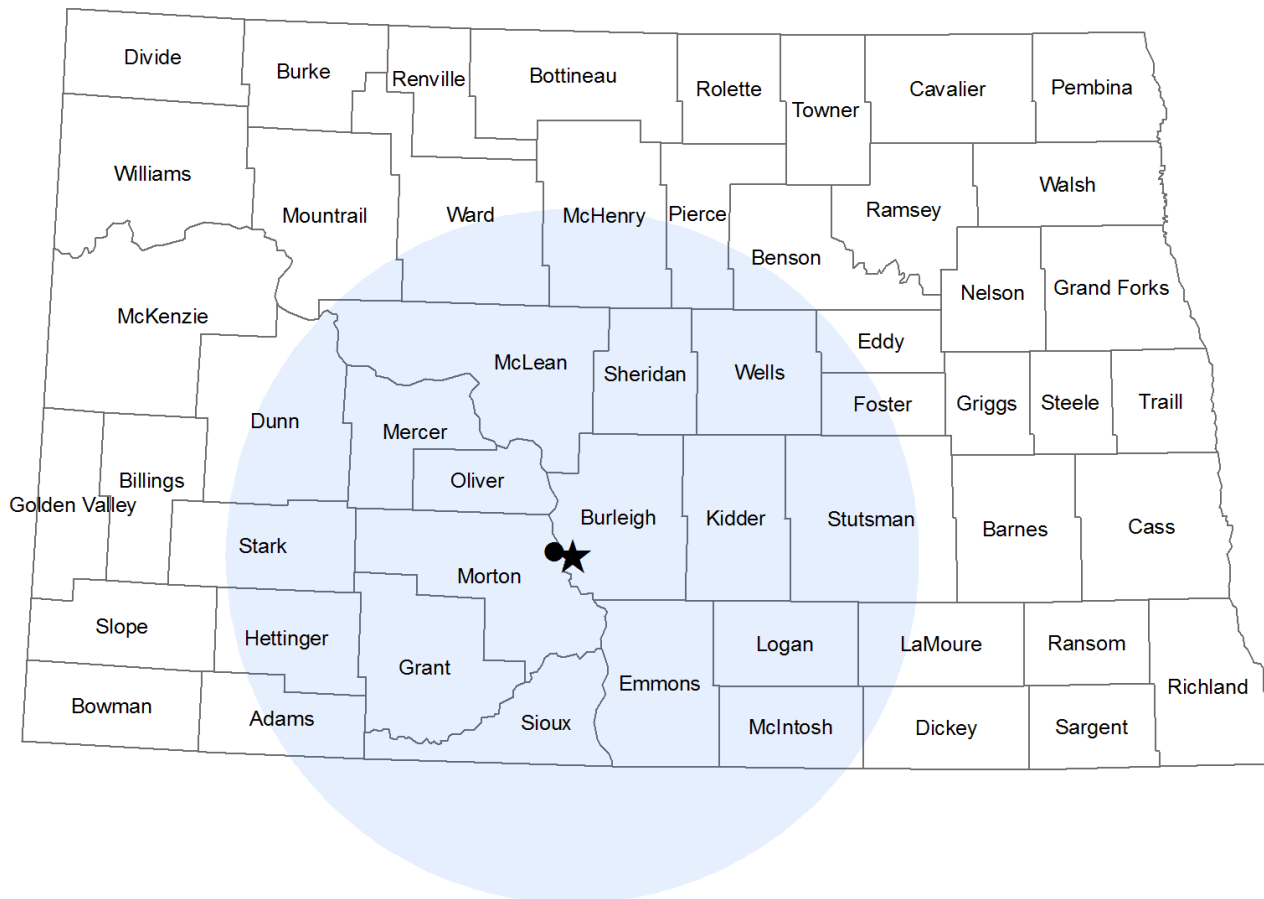 Divide
Burke
Renville
Bottineau
Rolette
Towner
Cavalier
Pembina
Williams
Mountrail
Ward
McHenry
Pierce
Benson
Ramsey
Walsh
McKenzie
Nelson
Grand Forks
McLean
Sheridan
Wells
Eddy
Foster
Griggs
Steele
Traill
Dunn
Mercer
Oliver
Golden Valley
Billings
Stark
Morton
Burleigh
Kidder
Stutsman
Barnes
Cass
Slope
Hettinger
Grant
Emmons
Logan
LaMoure
Ransom
Richland
Bowman
Adams
Sioux
McIntosh
Dickey
Sargent